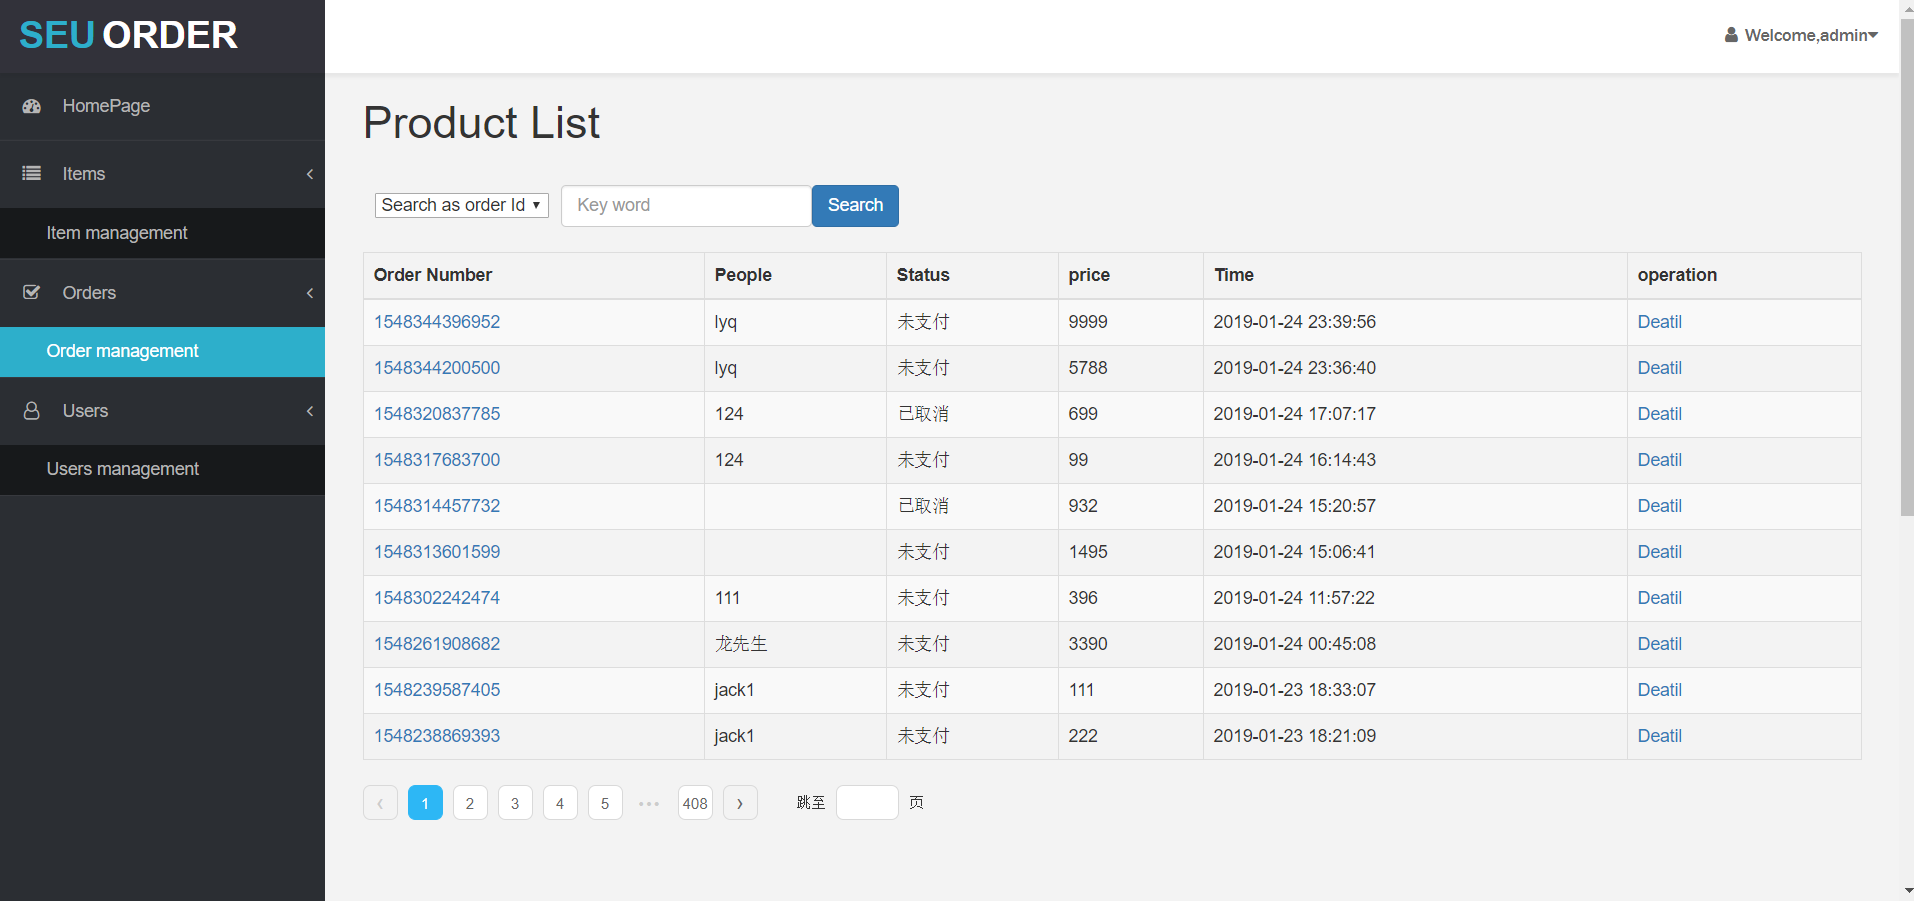 SEU ORDER
Welcome,admin
HomePage
Items
Item management
Orders
Order management
Users
Users management
Product List
Search as order Id
Key word
Search
Order Number People Status price Time operation
1548344396952 lyq 未支付 9999 2019-01-24 23:39:56 Deatil
1548344200500 lyq 未支付 5788 2019-01-24 23:36:40 Deatil
1548320837785 124 已取消 699 2019-01-24 17:07:17 Deatil
1548317683700 124 未支付 99 2019-01-24 16:14:43 Deatil
1548314457732 已取消 932 2019-01-24 15:20:57 Deatil
1548313601599 未支付 1495 2019-01-24 15:06:41 Deatil
1548302242474 111 未支付 396 2019-01-24 11:57:22 Deatil
1548261908682 龙先生 未支付 3390 2019-01-24 00:45:08 Deatil
1548239587405 jack1 未支付 111 2019-01-23 18:33:07 Deatil
1548238869393 jack1 未支付 222 2019-01-23 18:21:09 Deatil
‹ 1 2 3 4 5 ••• 408 › 跳至 页